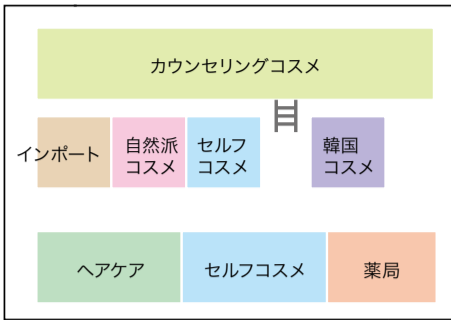 カウンセリングコスメ
インポート
自然派
コスメ
セルフ
コスメ
韓国
コスメ
ヘアケア
セルフコスメ
薬局